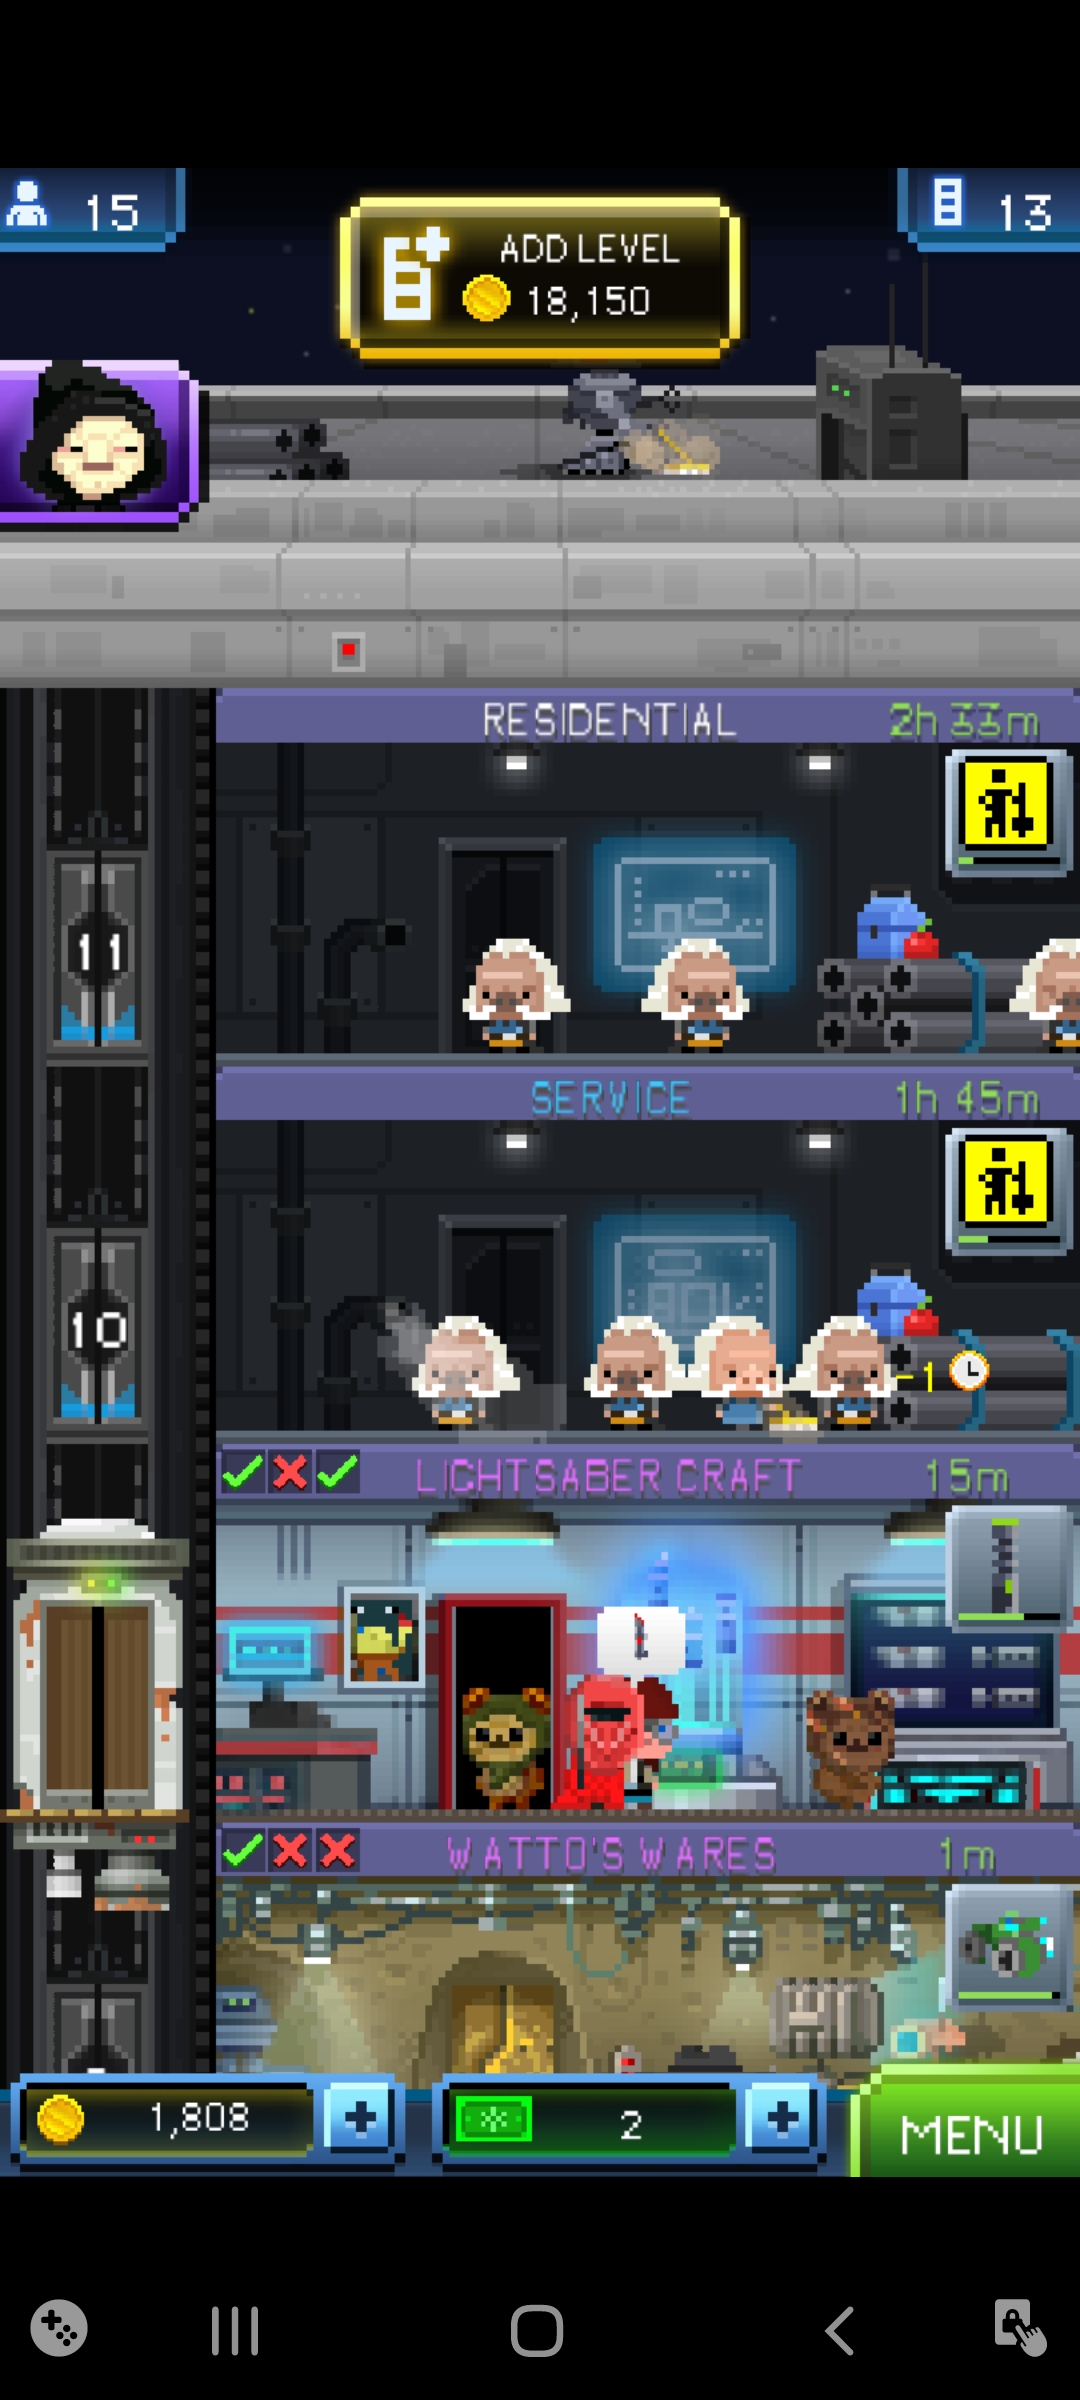 15
ADD LEVEL
18,150
13
RESIDENTIAL 2h 33m
11
SERVICE 1h 45m
10
-1
LIGHTSABER CRAFT 15m
WATTO'S WARES 1m
1,808
2
MENU